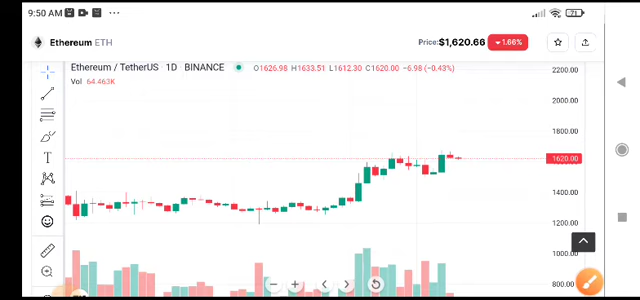 9:50 AM
71
Ethereum ETH
Price: $1,620.66 1.66%
Ethereum / TetherUS 1D BINANCE O1626.98 H1633.51 L1612.30 C1620.00 −6.98 (−0.43%)
Vol 64.463K
2200.00
2000.00
1800.00
1620.00
1400.00
1200.00
800.00
T